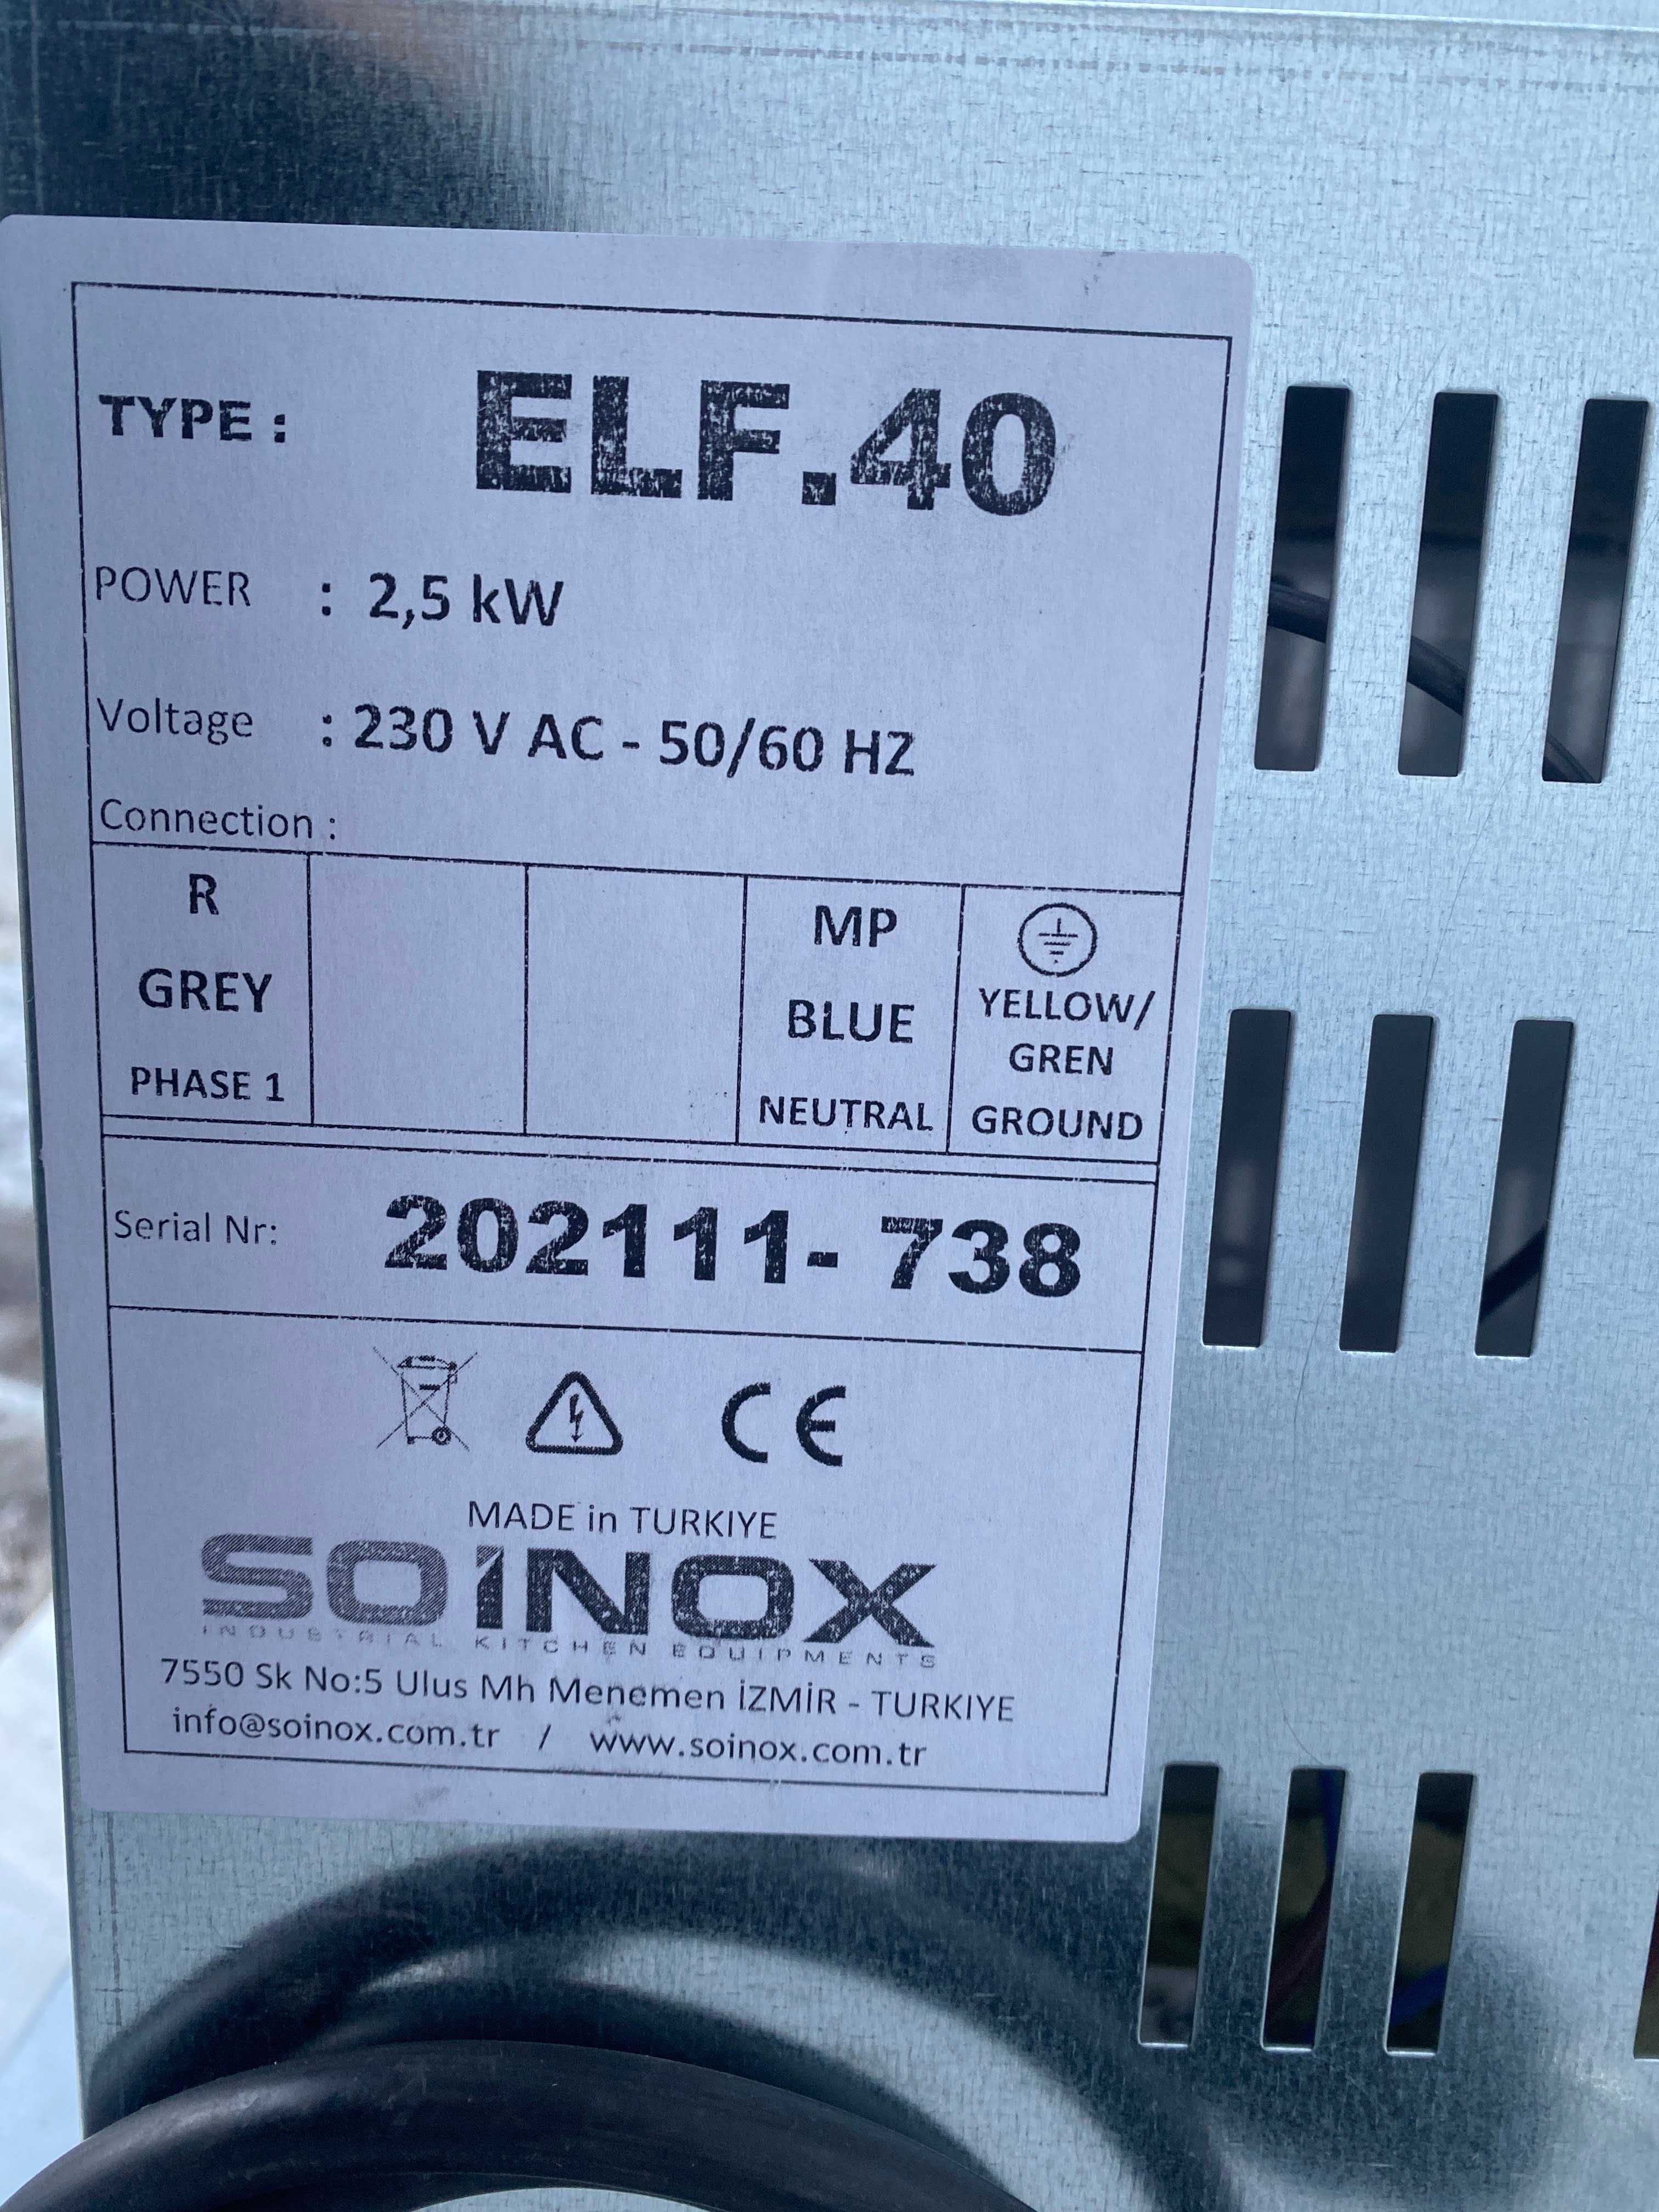 TYPE : ELF.40
POWER : 2,5 kW
Voltage : 230 V AC - 50/60 HZ
Connection :
R
GREY
PHASE 1
MP
BLUE
NEUTRAL
YELLOW/
GREN
GROUND
Serial Nr: 202111- 738
CE
MADE in TURKIYE
SOiNOX
INDUSTRIAL KITCHEN EQUIPMENTS
7550 Sk No:5 Ulus Mh Menemen İZMİR - TURKIYE
info@soinox.com.tr / www.soinox.com.tr